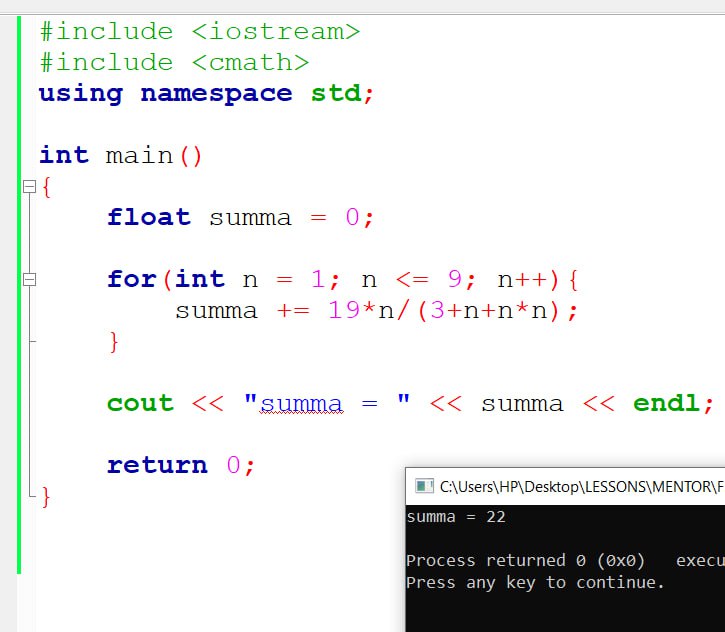 #include <iostream>
#include <cmath>
using namespace std;
int main()
{
float summa = 0;
for(int n = 1; n <= 9; n++){
summa += 19*n/(3+n+n*n);
}
cout << "summa = " << summa << endl;
return 0;
}
C:\Users\HP\Desktop\LESSONS\MENTOR\F
summa = 22
Process returned 0 (0x0) execu
Press any key to continue.